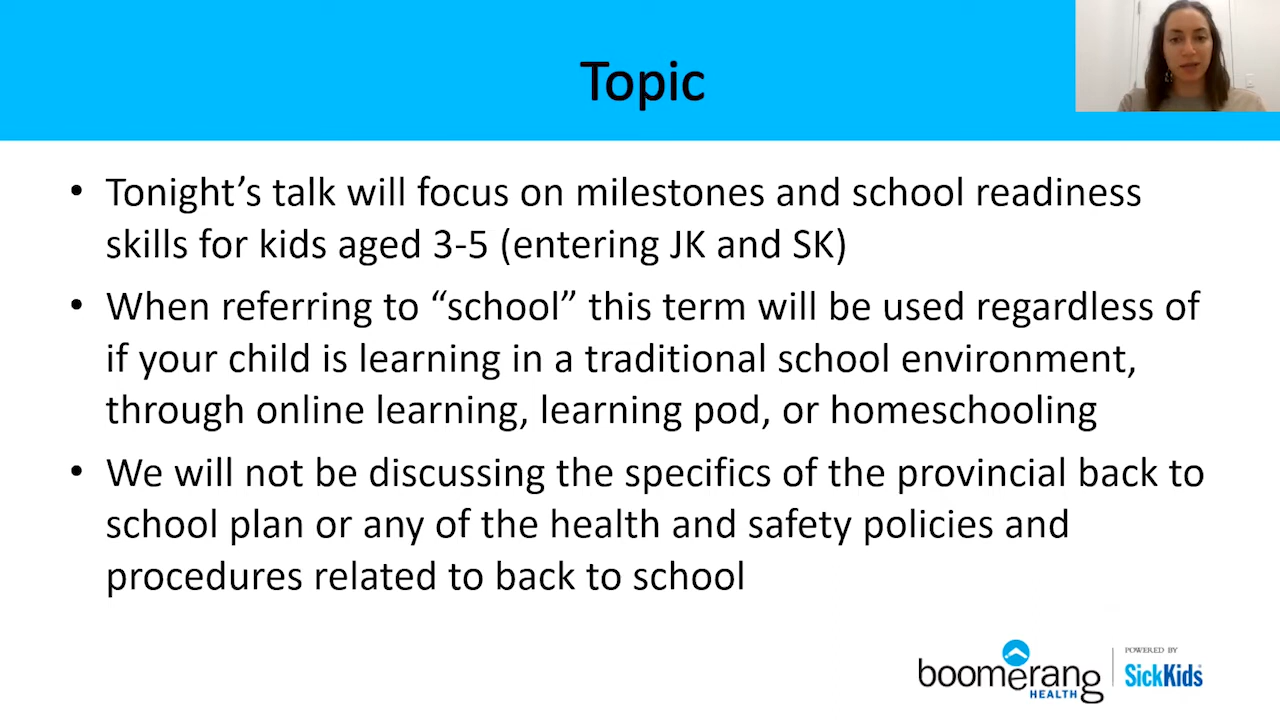 Topic
• Tonight’s talk will focus on milestones and school readiness
skills for kids aged 3-5 (entering JK and SK)
• When referring to “school” this term will be used regardless of
if your child is learning in a traditional school environment,
through online learning, learning pod, or homeschooling
• We will not be discussing the specifics of the provincial back to
school plan or any of the health and safety policies and
procedures related to back to school
boomerang
HEALTH
POWERED BY
SickKids